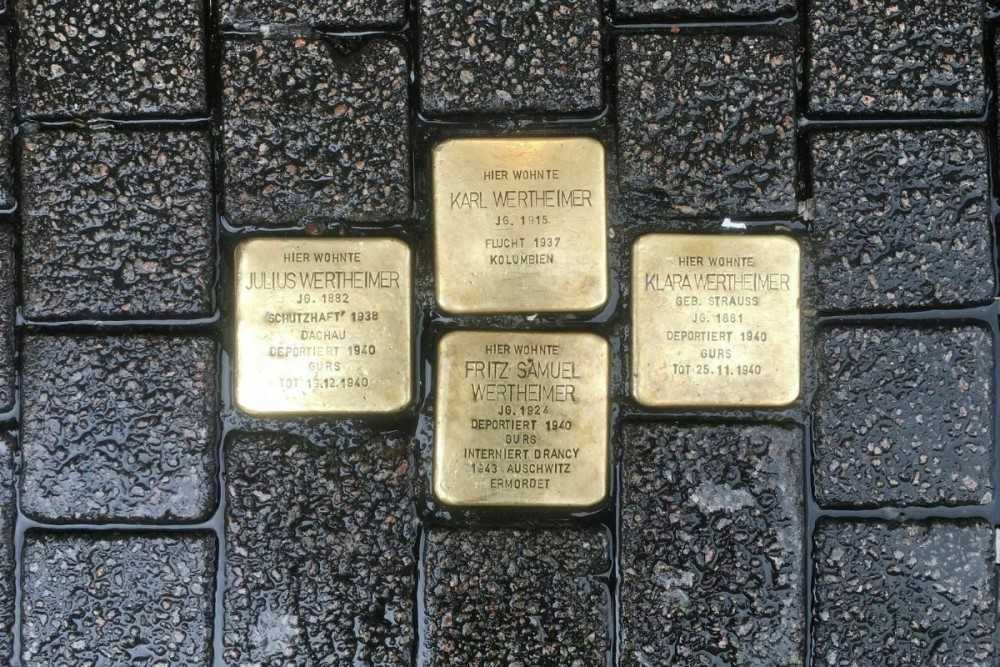 HIER WOHNTE
KARL WERTHEIMER
JG. 1915
FLUCHT 1937
KOLUMBIEN
HIER WOHNTE
JULIUS WERTHEIMER
JG. 1882
"SCHUTZHAFT" 1938
DACHAU
DEPORTIERT 1940
GURS
TOT 15.12.1940
HIER WOHNTE
FRITZ SAMUEL
WERTHEIMER
JG. 1924
DEPORTIERT 1940
GURS
INTERNIERT DRANCY
1943 AUSCHWITZ
ERMORDET
HIER WOHNTE
KLARA WERTHEIMER
GEB. STRAUSS
JG. 1881
DEPORTIERT 1940
GURS
TOT 25.11.1940